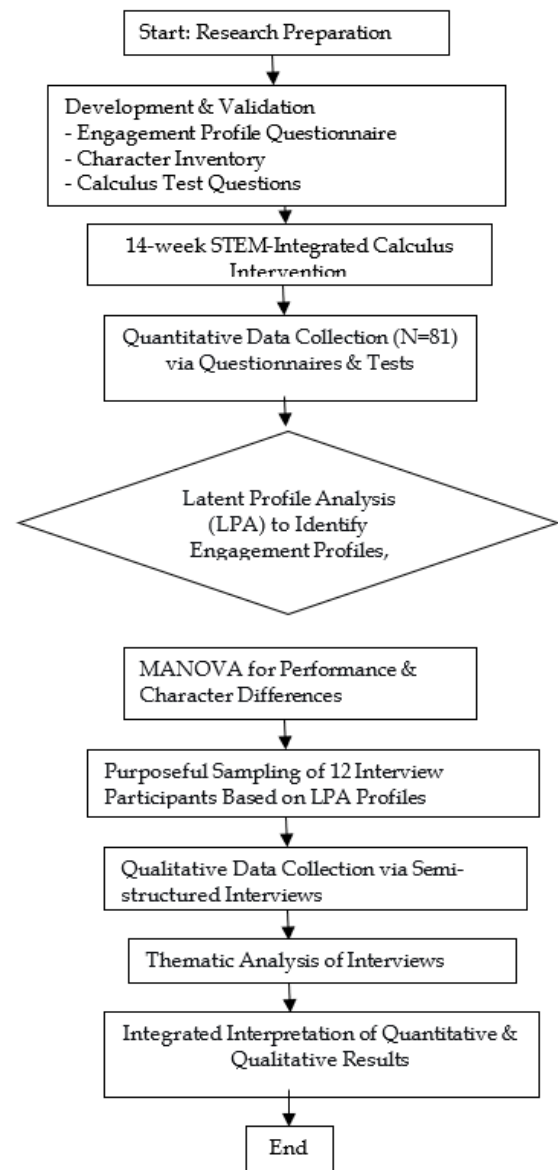 Start: Research Preparation
Development & Validation
- Engagement Profile Questionnaire
- Character Inventory
- Calculus Test Questions
14-week STEM-Integrated Calculus
Intervention
Quantitative Data Collection (N=81)
via Questionnaires & Tests
Latent Profile Analysis
(LPA) to Identify
Engagement Profiles,
MANOVA for Performance &
Character Differences
Purposeful Sampling of 12 Interview
Participants Based on LPA Profiles
Qualitative Data Collection via Semi-
structured Interviews
Thematic Analysis of Interviews
Integrated Interpretation of Quantitative &
Qualitative Results
End